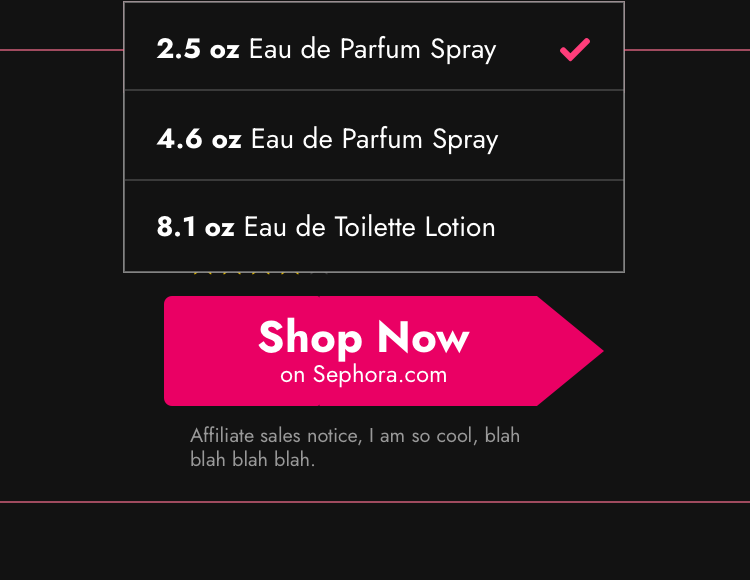 2.5 oz Eau de Parfum Spray
4.6 oz Eau de Parfum Spray
8.1 oz Eau de Toilette Lotion
Shop Now
on Sephora.com
Affiliate sales notice, I am so cool, blah
blah blah blah.